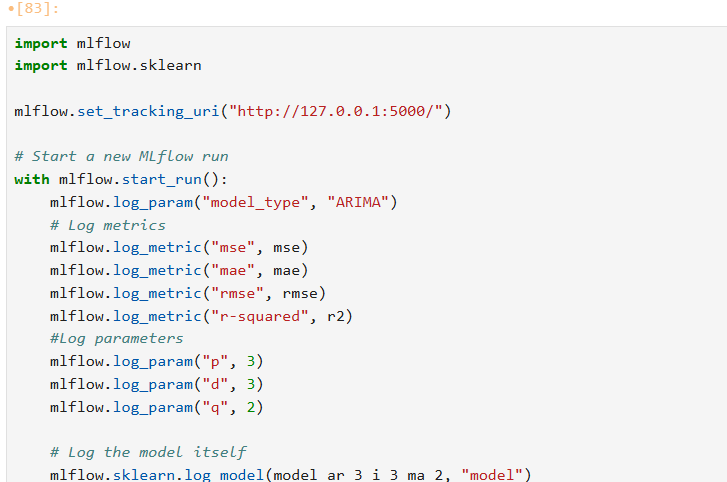 •[83]:
import mlflow
import mlflow.sklearn
mlflow.set_tracking_uri("http://127.0.0.1:5000/")
# Start a new MLflow run
with mlflow.start_run():
    mlflow.log_param("model_type", "ARIMA")
    # Log metrics
    mlflow.log_metric("mse", mse)
    mlflow.log_metric("mae", mae)
    mlflow.log_metric("rmse", rmse)
    mlflow.log_metric("r-squared", r2)
    #Log parameters
    mlflow.log_param("p", 3)
    mlflow.log_param("d", 3)
    mlflow.log_param("q", 2)
    # Log the model itself
    mlflow.sklearn.log_model(model_ar_3_i_3_ma_2, "model")